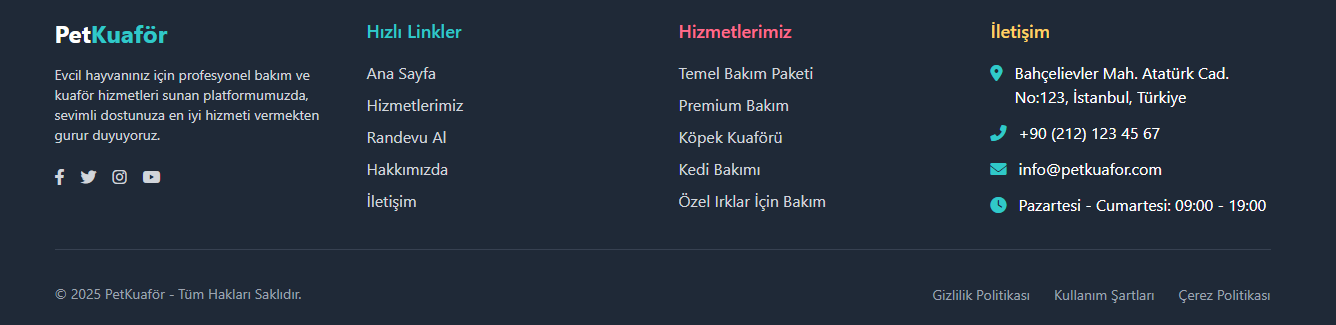 PetKuaför
Evcil hayvanınız için profesyonel bakım ve
kuaför hizmetleri sunan platformumuzda,
sevimli dostunuza en iyi hizmeti vermekten
gurur duyuyoruz.
Hızlı Linkler
Ana Sayfa
Hizmetlerimiz
Randevu Al
Hakkımızda
İletişim
Hizmetlerimiz
Temel Bakım Paketi
Premium Bakım
Köpek Kuaförü
Kedi Bakımı
Özel Irklar İçin Bakım
İletişim
Bahçelievler Mah. Atatürk Cad.
No:123, İstanbul, Türkiye
+90 (212) 123 45 67
info@petkuafor.com
Pazartesi - Cumartesi: 09:00 - 19:00
© 2025 PetKuaför - Tüm Hakları Saklıdır.
Gizlilik Politikası
Kullanım Şartları
Çerez Politikası